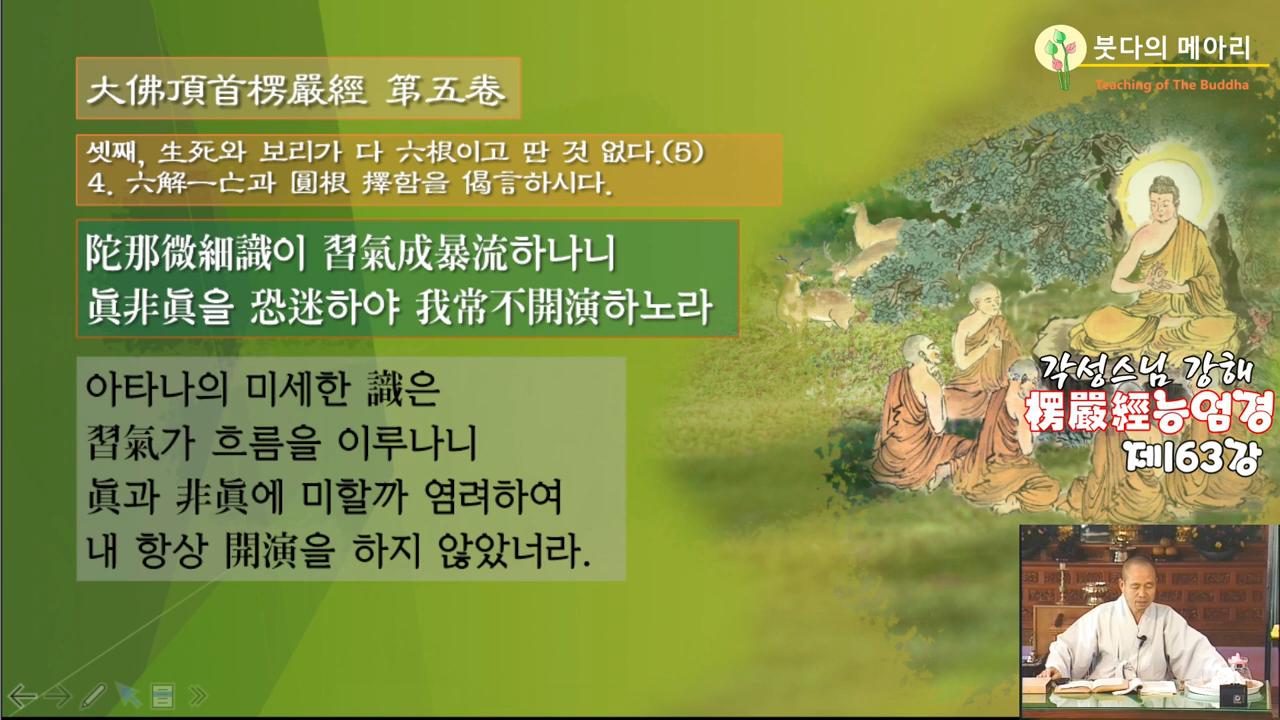 大佛頂首楞嚴經 第五卷
셋째, 生死와 보리가 다 六根이고 딴 것 없다.(5)
4. 六解一亡과 圓根 擇함을 偈言하시다.
陀那微細識이 習氣成暴流하나니
眞非眞을 恐迷하야 我常不開演하노라
아타나의 미세한 識은
習氣가 흐름을 이루나니
眞과 非眞에 미할까 염려하여
내 항상 開演을 하지 않았너라.
붓다의 메아리
Teaching of The Buddha
각성스님 강해
楞嚴經능엄경
제163강